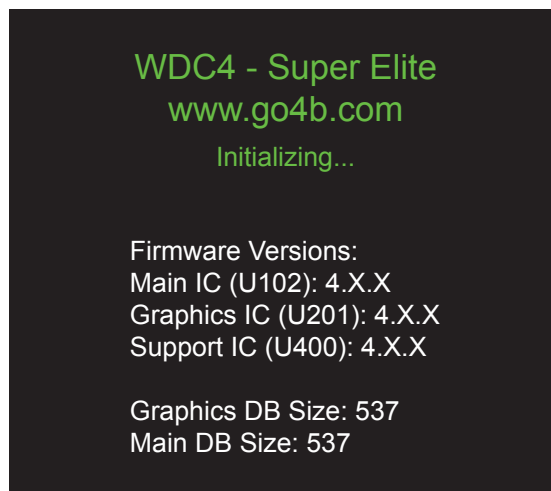 WDC4 - Super Elite
www.go4b.com
Initializing...
Firmware Versions:
Main IC (U102): 4.X.X
Graphics IC (U201): 4.X.X
Support IC (U400): 4.X.X
Graphics DB Size: 537
Main DB Size: 537